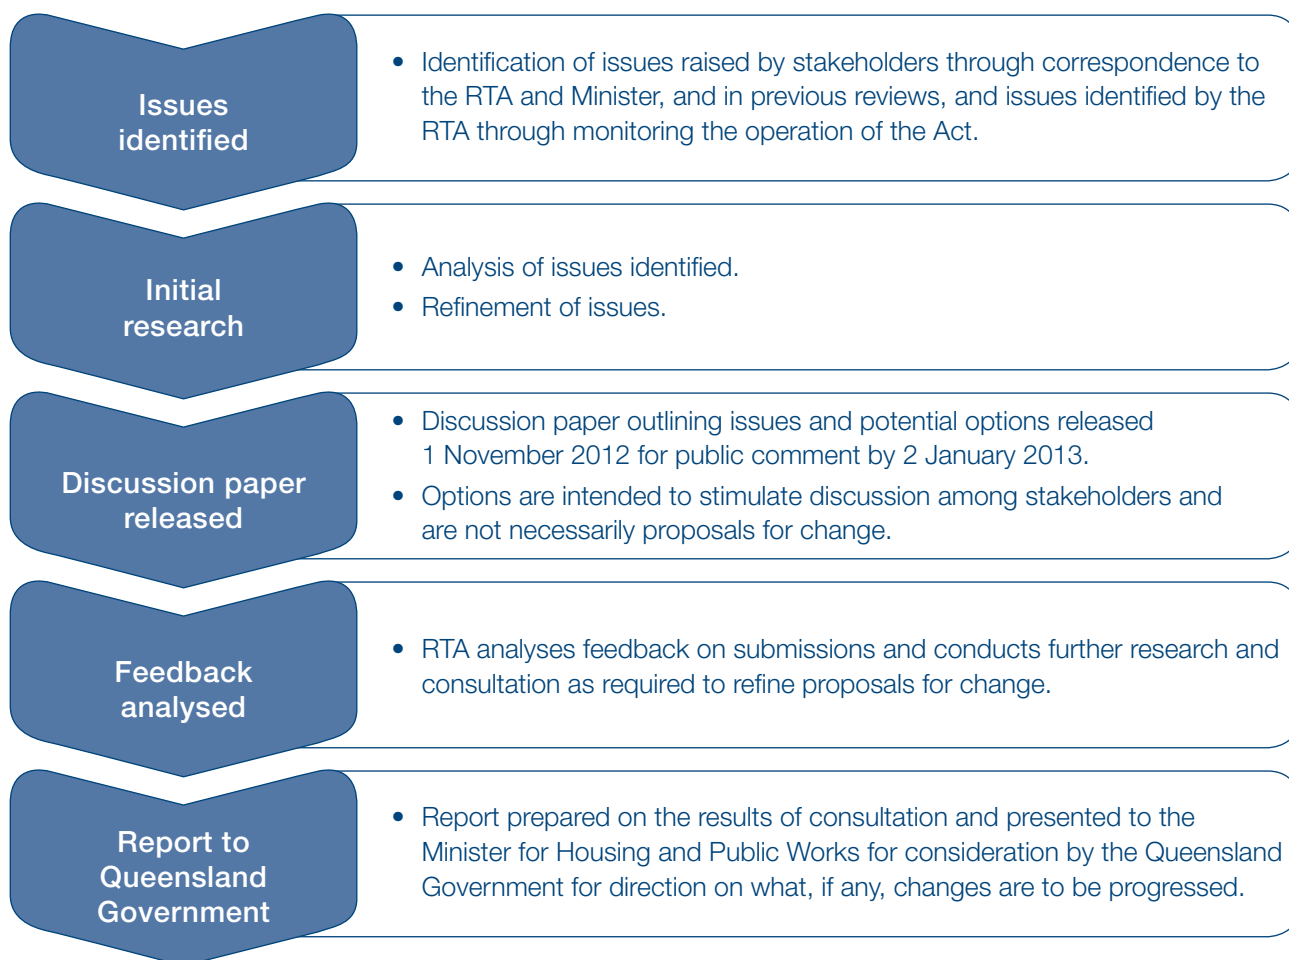 Issues
identified
• Identification of issues raised by stakeholders through correspondence to
the RTA and Minister, and in previous reviews, and issues identified by the
RTA through monitoring the operation of the Act.
Initial
research
• Analysis of issues identified.
• Refinement of issues.
Discussion paper
released
• Discussion paper outlining issues and potential options released
1 November 2012 for public comment by 2 January 2013.
• Options are intended to stimulate discussion among stakeholders and
are not necessarily proposals for change.
Feedback
analysed
• RTA analyses feedback on submissions and conducts further research and
consultation as required to refine proposals for change.
Report to
Queensland
Government
• Report prepared on the results of consultation and presented to the
Minister for Housing and Public Works for consideration by the Queensland
Government for direction on what, if any, changes are to be progressed.